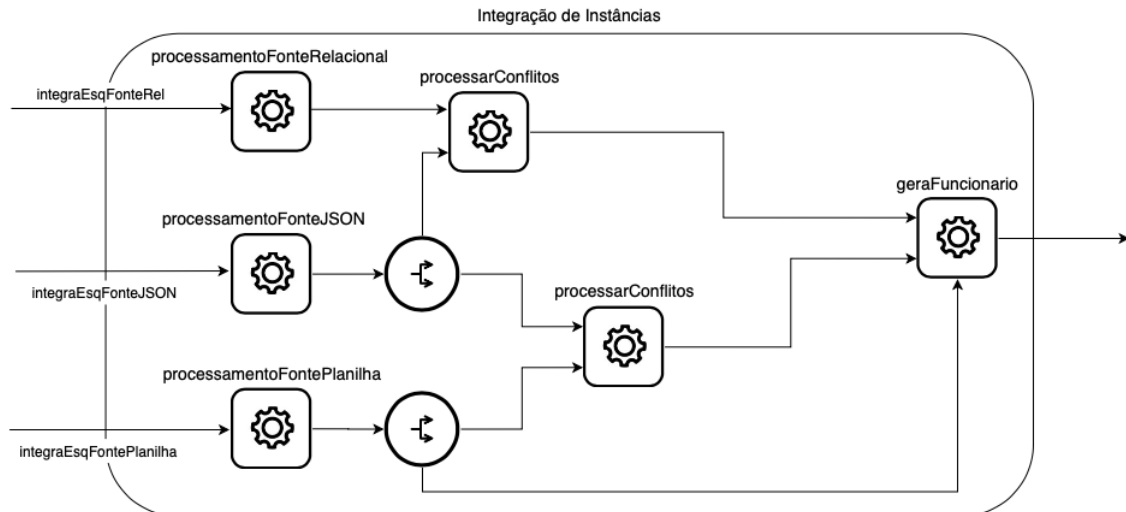 Integração de Instâncias
processamentoFonteRelacional
processarConflitos
integraEsqFonteRel
geraFuncionario
processamentoFonteJSON
integraEsqFonteJSON
processarConflitos
processamentoFontePlanilha
integraEsqFontePlanilha